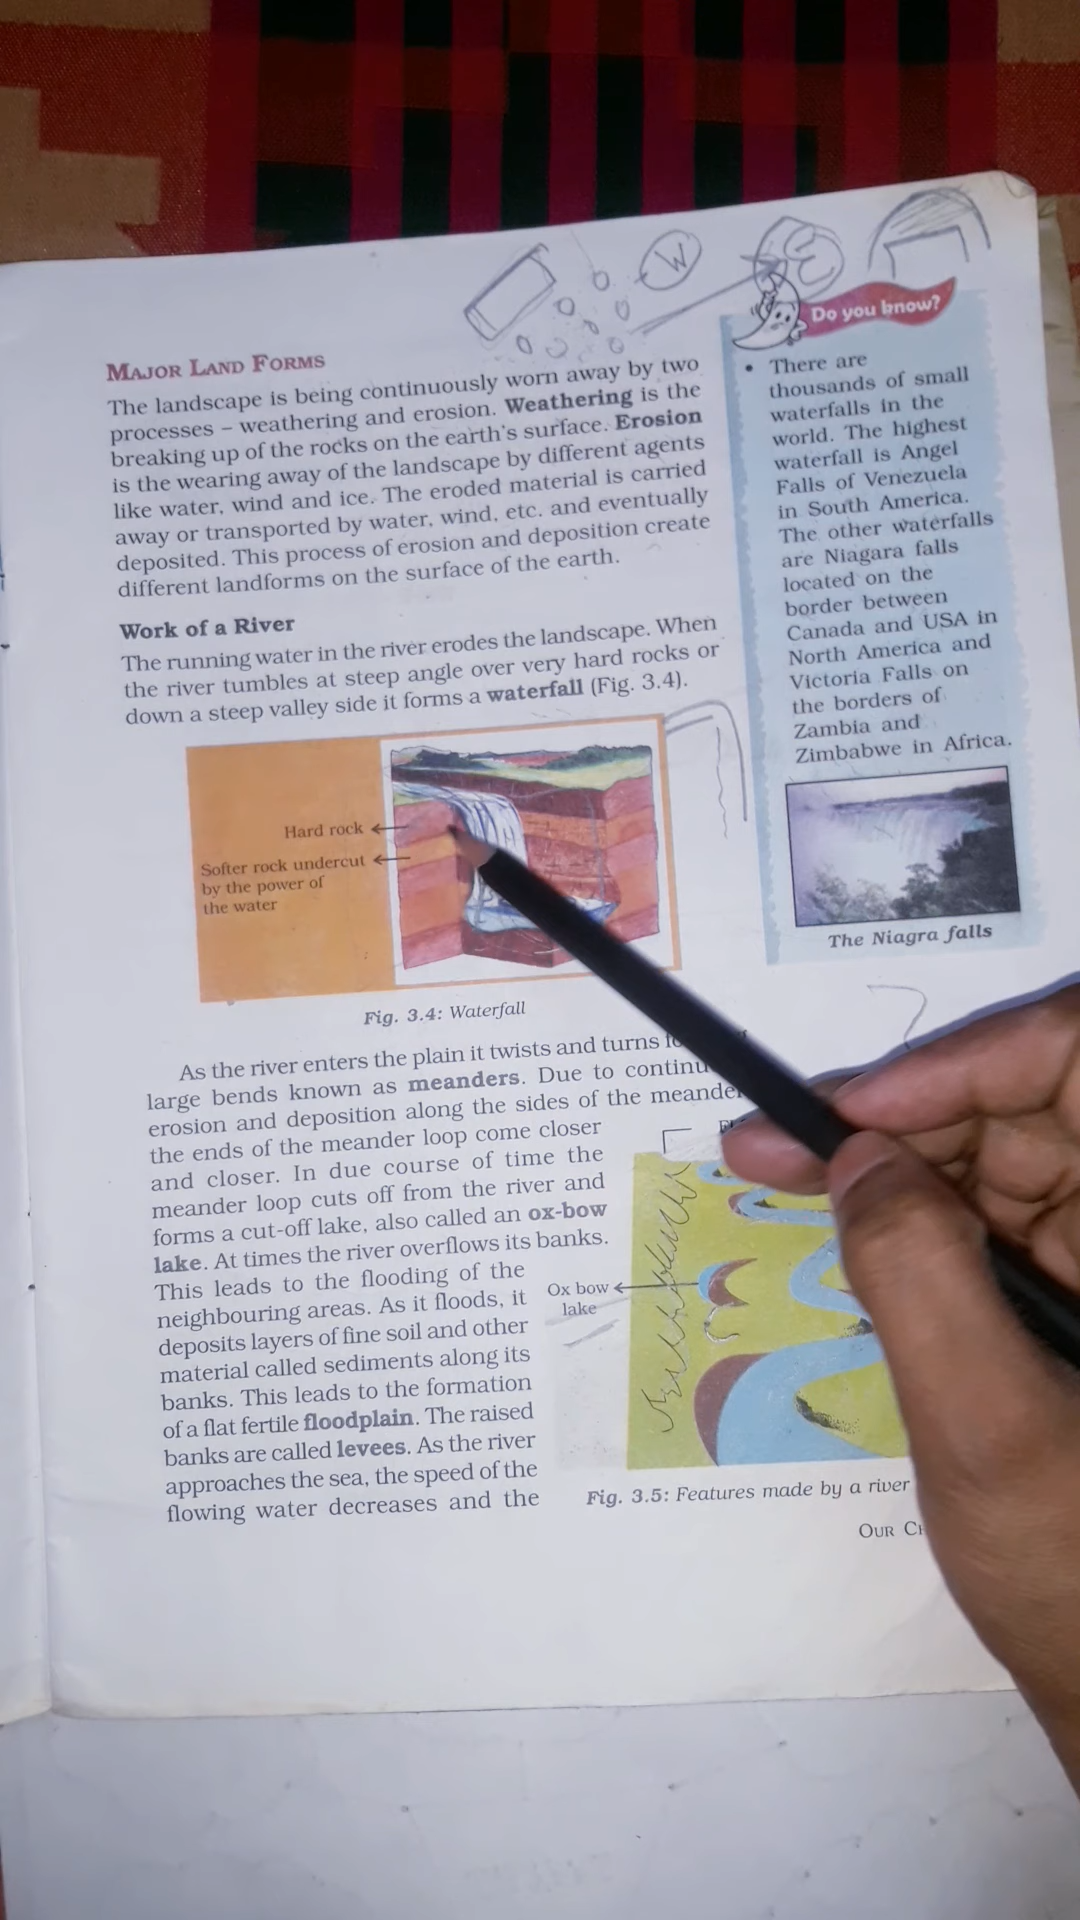 MAJOR LAND FORMS
The landscape is being continuously worn away by two
processes – weathering and erosion. Weathering is the
breaking up of the rocks on the earth's surface. Erosion
is the wearing away of the landscape by different agents
like water, wind and ice. The eroded material is carried
away or transported by water, wind, etc. and eventually
deposited. This process of erosion and deposition create
different landforms on the surface of the earth.
Work of a River
The running water in the river erodes the landscape. When
the river tumbles at steep angle over very hard rocks or
down a steep valley side it forms a waterfall (Fig. 3.4).
Hard rock
Softer rock undercut
by the power of
the water
Fig. 3.4: Waterfall
As the river enters the plain it twists and turns
large bends known as meanders. Due to
erosion and deposition along the sides of the
the ends of the meander loop come closer
and closer. In due course of time the
meander loop cuts off from the river and
forms a cut-off lake, also called an ox-bow
lake. At times the river overflows its banks.
This leads to the flooding of the
neighbouring areas. As it floods, it
deposits layers of fine soil and other
material called sediments along its
banks. This leads to the formation
of a flat fertile floodplain. The raised
banks are called levees. As the river
approaches the sea, the speed of the
flowing water decreases and the
Ox bow
lake
Fig. 3.5: Features made by a river
OUR
W
Do you know?
• There are
thousands of small
waterfalls in the
world. The highest
waterfall is Angel
Falls of Venezuela
in South America.
The other waterfalls
are Niagara falls
located on the
border between
Canada and USA in
North America and
Victoria Falls on
the borders of
Zambia and
Zimbabwe in Africa.
The Niagra falls